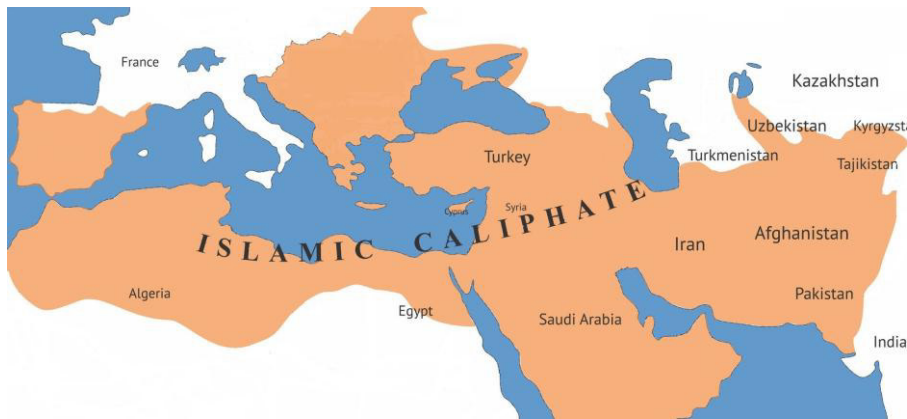 France
Kazakhstan
Uzbekistan
Kyrgyzsta
Turkey
Turkmenistan
Tajikistan
Cyprus
Syria
ISLAMIC CALIPHATE
Iran
Afghanistan
Algeria
Egypt
Saudi Arabia
Pakistan
India